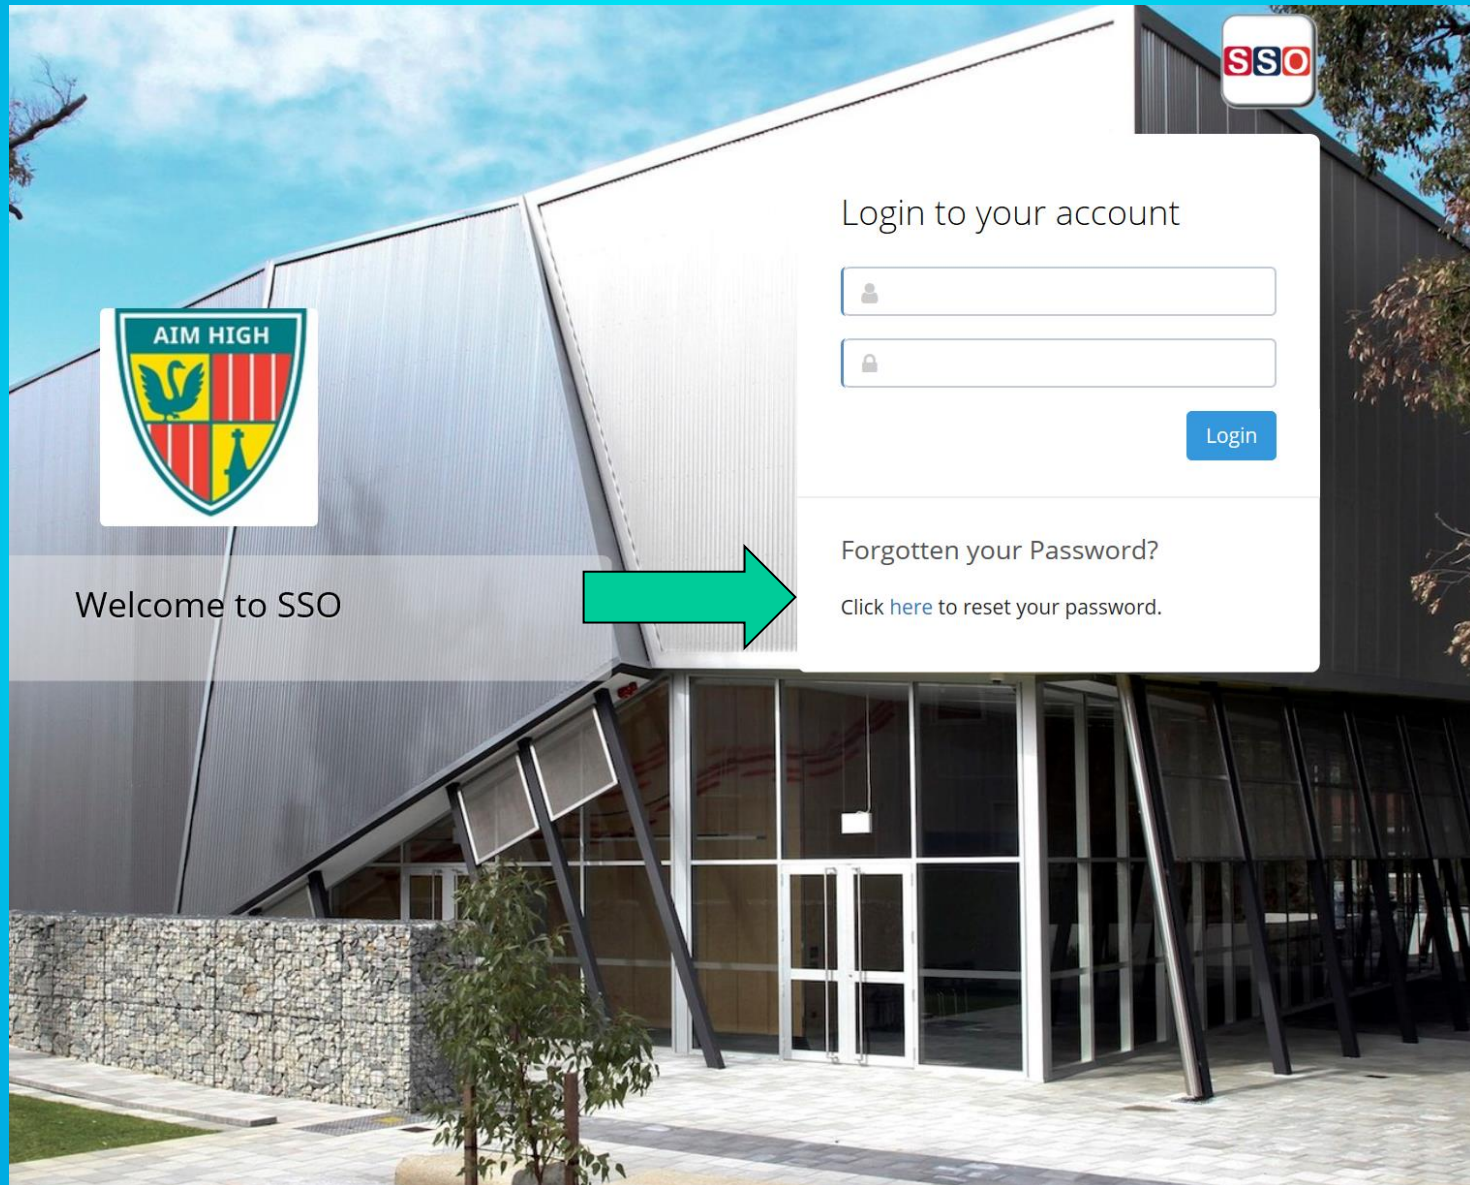 SSO
Login to your account
Login
AIM HIGH
Welcome to SSO
Forgotten your Password?
Click here to reset your password.